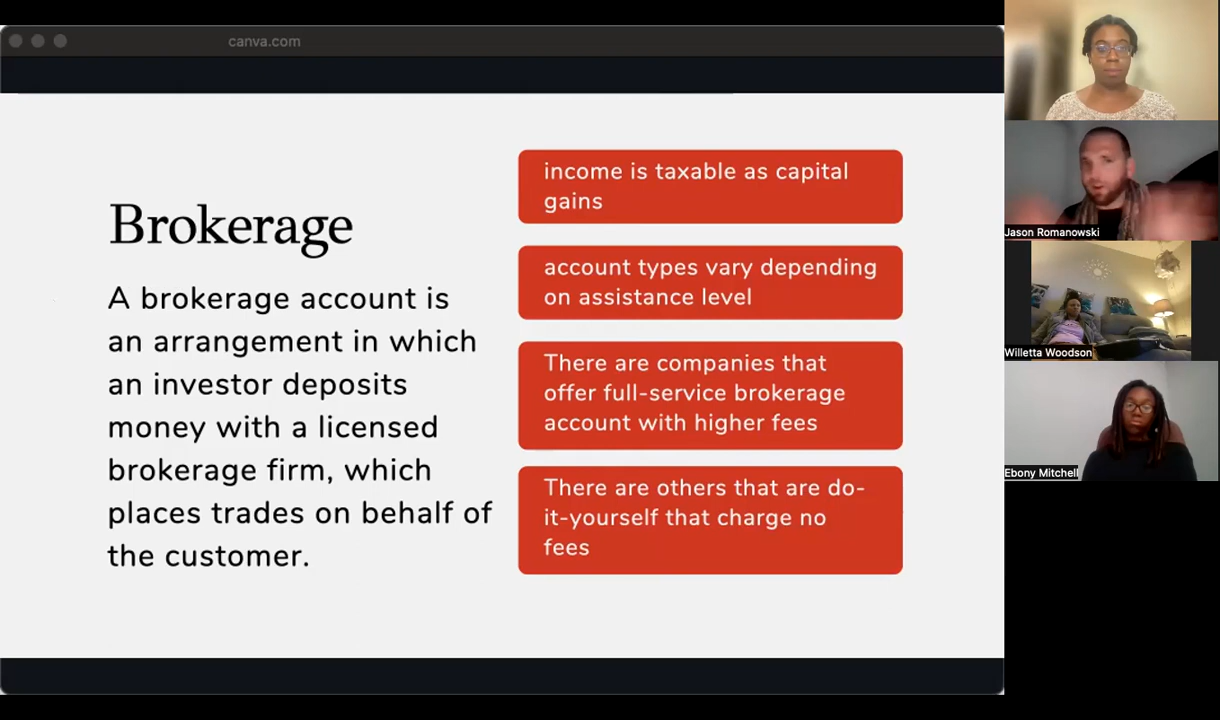 canva.com
Brokerage
A brokerage account is
an arrangement in which
an investor deposits
money with a licensed
brokerage firm, which
places trades on behalf of
the customer.
income is taxable as capital
gains
account types vary depending
on assistance level
There are companies that
offer full-service brokerage
account with higher fees
There are others that are do-
it-yourself that charge no
fees
Jason Romanowski
Willetta Woodson
Ebony Mitchell